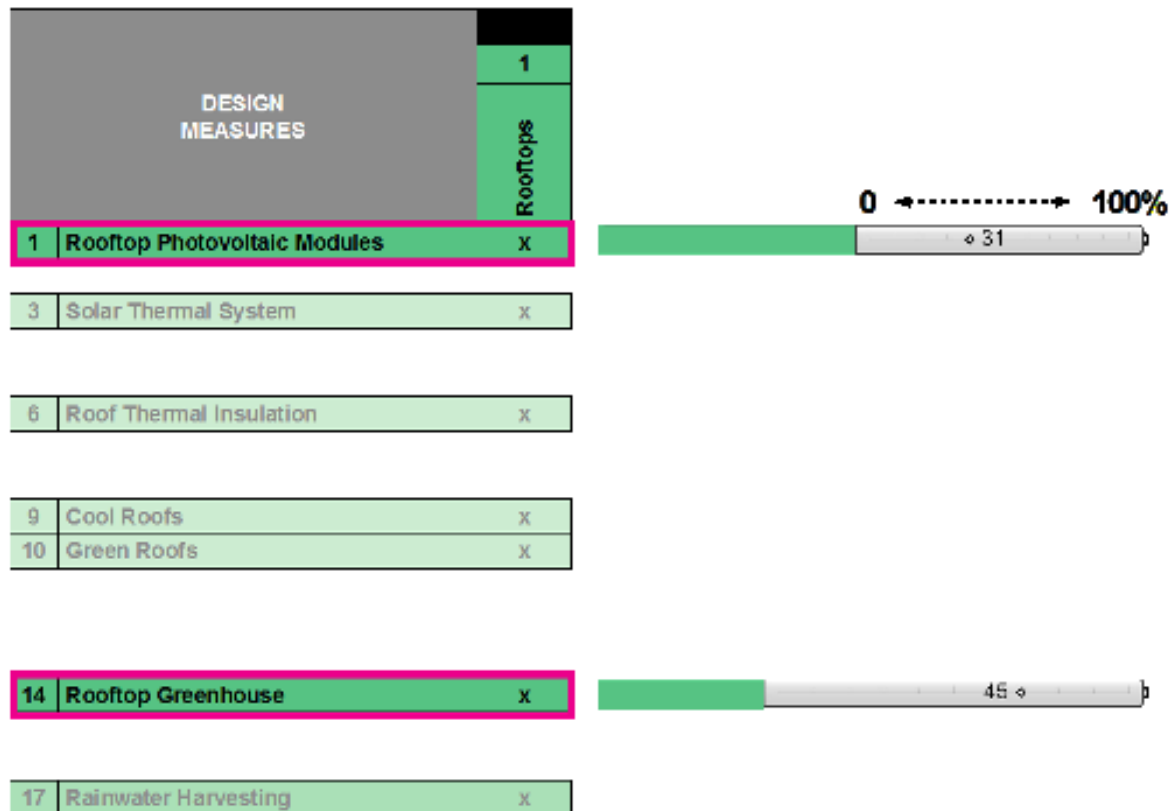 DESIGN
MEASURES
1
Rooftops
0 100%
1 Rooftop Photovoltaic Modules x 31
3 Solar Thermal System x
6 Roof Thermal Insulation x
9 Cool Roofs x
10 Green Roofs x
14 Rooftop Greenhouse x 45
17 Rainwater Harvesting x